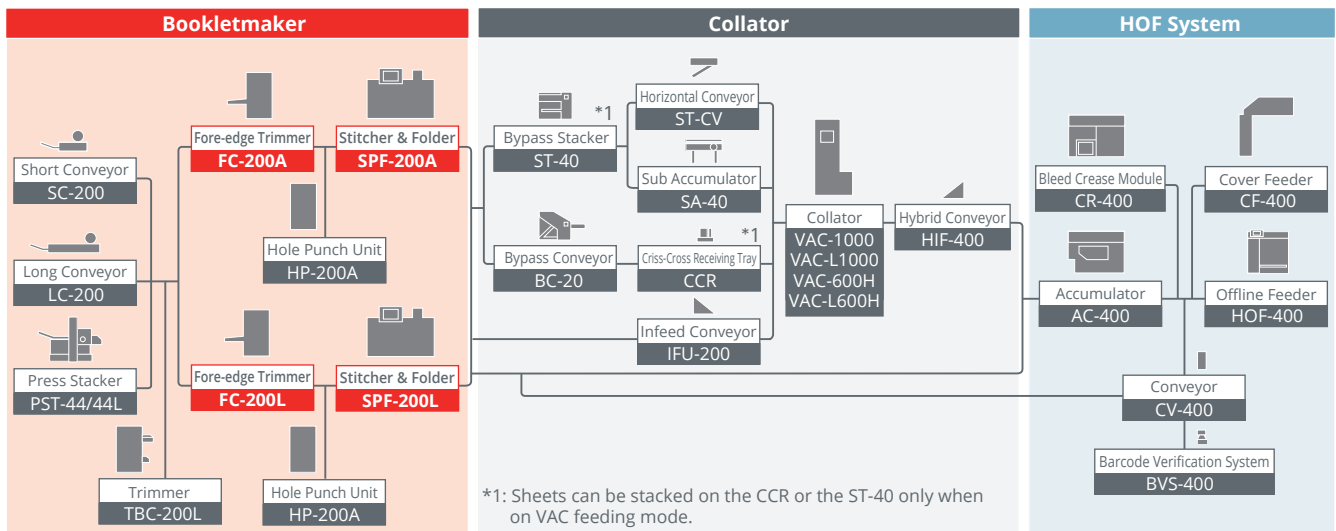 Bookletmaker
Collator
HOF System
Short Conveyor
SC-200
Long Conveyor
LC-200
Press Stacker
PST-44/44L
Trimmer
TBC-200L
Fore-edge Trimmer
FC-200A
Stitcher & Folder
SPF-200A
Hole Punch Unit
HP-200A
Fore-edge Trimmer
FC-200L
Stitcher & Folder
SPF-200L
Hole Punch Unit
HP-200A
*1
Bypass Stacker
ST-40
Horizontal Conveyor
ST-CV
Sub Accumulator
SA-40
Bypass Conveyor
BC-20
*1
Criss-Cross Receiving Tray
CCR
Infeed Conveyor
IFU-200
Collator
VAC-1000
VAC-L1000
VAC-600H
VAC-L600H
Hybrid Conveyor
HIF-400
*1: Sheets can be stacked on the CCR or the ST-40 only when
on VAC feeding mode.
Bleed Crease Module
CR-400
Cover Feeder
CF-400
Accumulator
AC-400
Offline Feeder
HOF-400
Conveyor
CV-400
Barcode Verification System
BVS-400